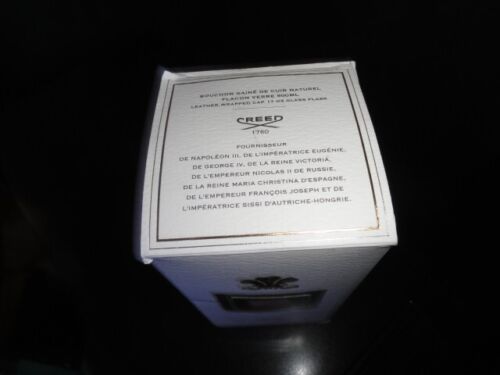 BOUCHON GAINÉ DE CUIR NATUREL
FLACON VERRE 500ML
LEATHER WRAPPED CAP 17 OZ GLASS FLASK
CREED
1760
FOURNISSEUR
DE NAPOLÉON III, DE L'IMPÉRATRICE EUGÉNIE,
DE GEORGE IV, DE LA REINE VICTORIA,
DE L'EMPEREUR NICOLAS II DE RUSSIE,
DE LA REINE MARIA CHRISTINA D'ESPAGNE,
DE L'EMPEREUR FRANÇOIS JOSEPH ET DE
L'IMPÉRATRICE SISSI D'AUTRICHE-HONGRIE.